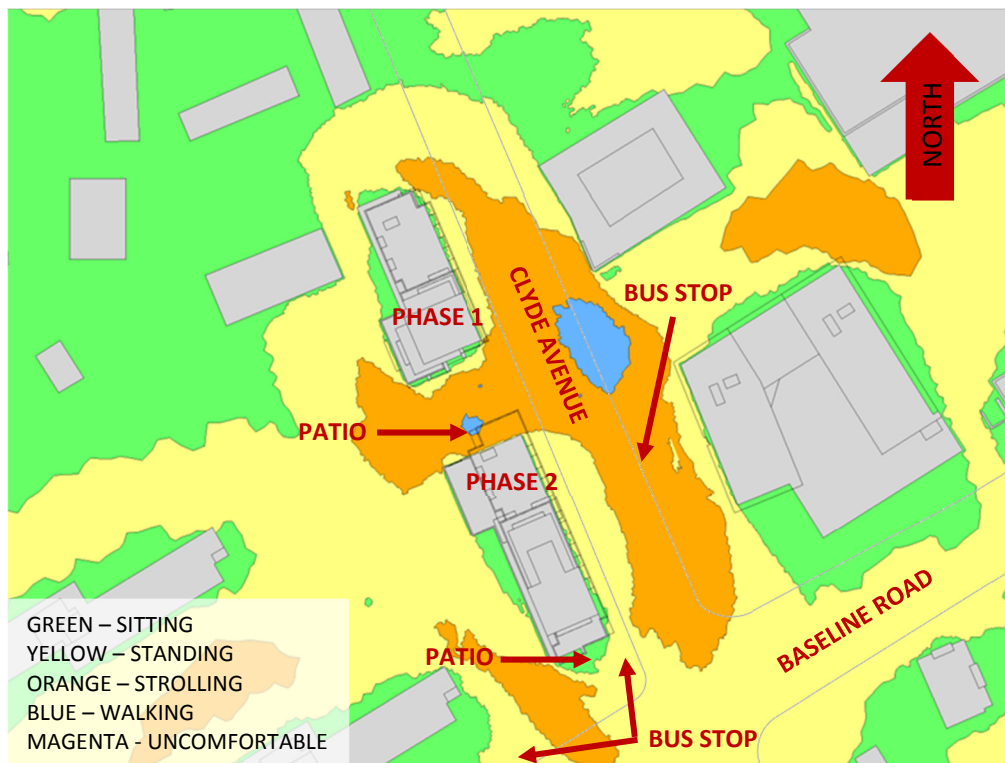 NORTH
BUS STOP
CLYDE AVENUE
PHASE 1
PATIO
PHASE 2
BASELINE ROAD
GREEN – SITTING
YELLOW – STANDING
ORANGE – STROLLING
BLUE – WALKING
MAGENTA - UNCOMFORTABLE
PATIO
BUS STOP